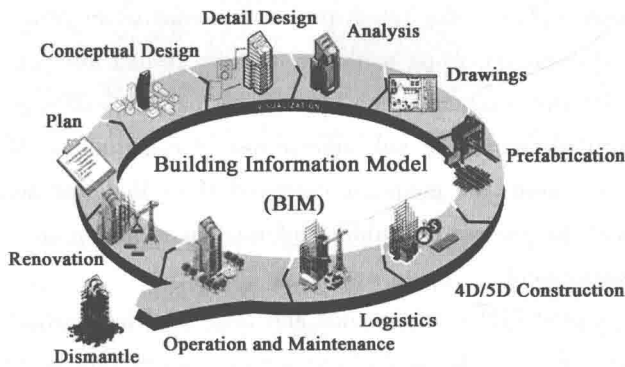 Detail Design
Analysis
Conceptual Design
Drawings
VISUALIZATION
Plan
Building Information Model
(BIM)
Prefabrication
Renovation
4D/5D Construction
Logistics
Operation and Maintenance
Dismantle